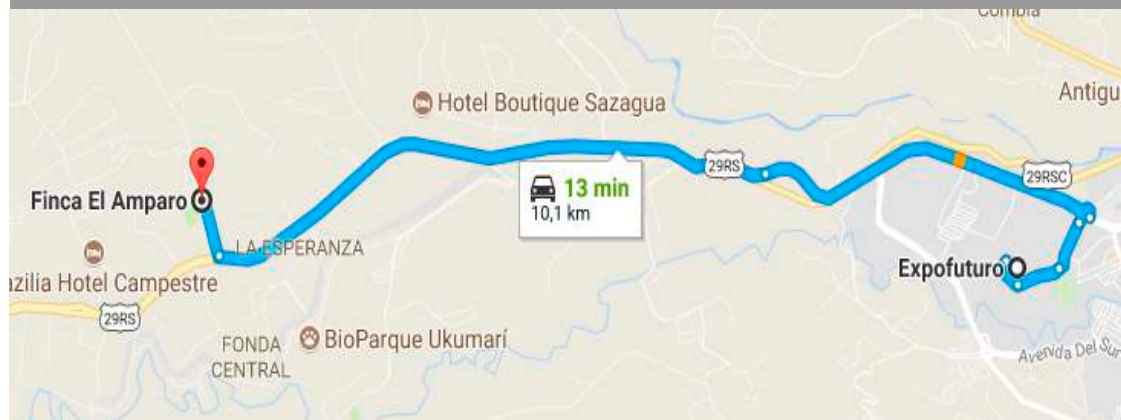 Combia
Antigu
Hotel Boutique Sazagua
29RS
29RSC
13 min
10,1 km
Finca El Amparo
LA ESPERANZA
Expofuturo
azilia Hotel Campestre
29RS
FONDA
CENTRAL
BioParque Ukumarí
Avenida Del Sur